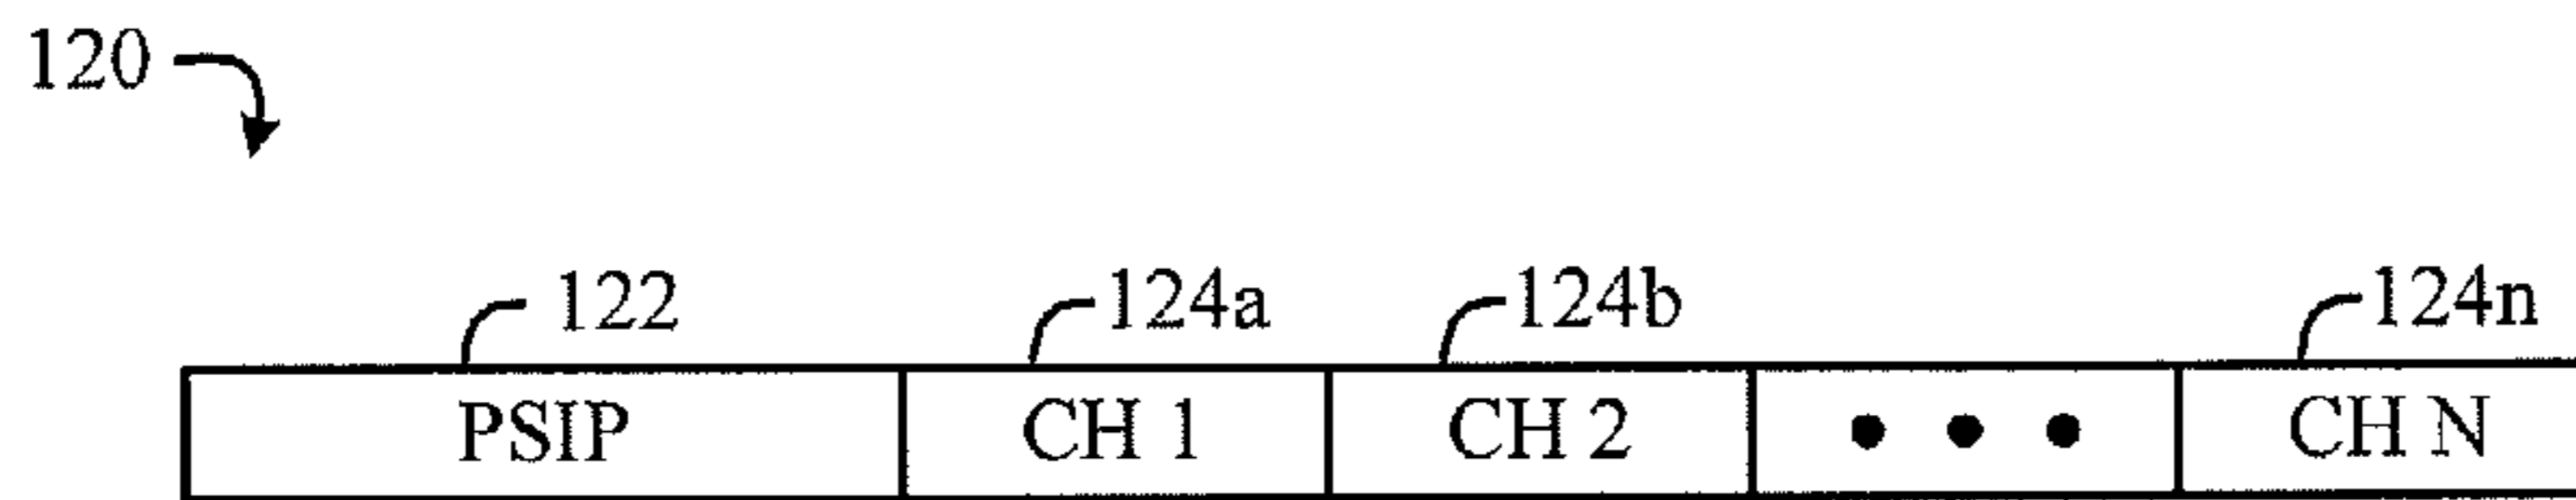 120
122 124a 124b 124n
PSIP CH 1 CH 2 • • • CH N